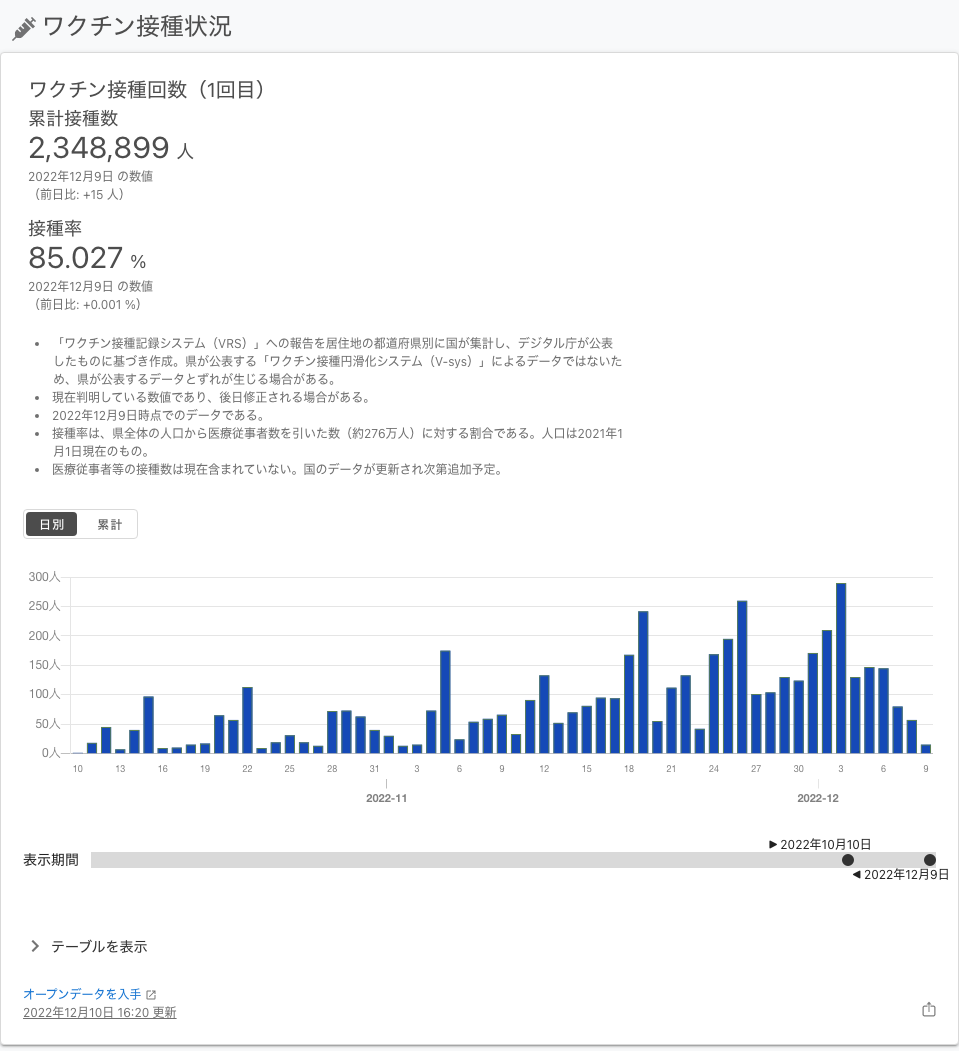 ワクチン接種状況
ワクチン接種回数（1回目）
累計接種数
2,348,899 人
2022年12月9日 の数値
（前日比: +15 人）
接種率
85.027 %
2022年12月9日 の数値
（前日比: +0.001 %）
• 「ワクチン接種記録システム（VRS）」への報告を居住地の都道府県別に国が集計し、デジタル庁が公表
したものに基づき作成。県が公表する「ワクチン接種円滑化システム（V-sys）」によるデータではないた
め、県が公表するデータとずれが生じる場合がある。
• 現在判明している数値であり、後日修正される場合がある。
• 2022年12月9日時点でのデータである。
• 接種率は、県全体の人口から医療従事者数を引いた数（約276万人）に対する割合である。人口は2021年1
月1日現在のもの。
• 医療従事者等の接種数は現在含まれていない。国のデータが更新され次第追加予定。
日別 累計
300人
250人
200人
150人
100人
50人
0人
10 13 16 19 22 25 28 31 3 6 9 12 15 18 21 24 27 30 3 6 9
2022-11 2022-12
▶ 2022年10月10日
表示期間
◀ 2022年12月9日
テーブルを表示
オープンデータを入手
2022年12月10日 16:20 更新